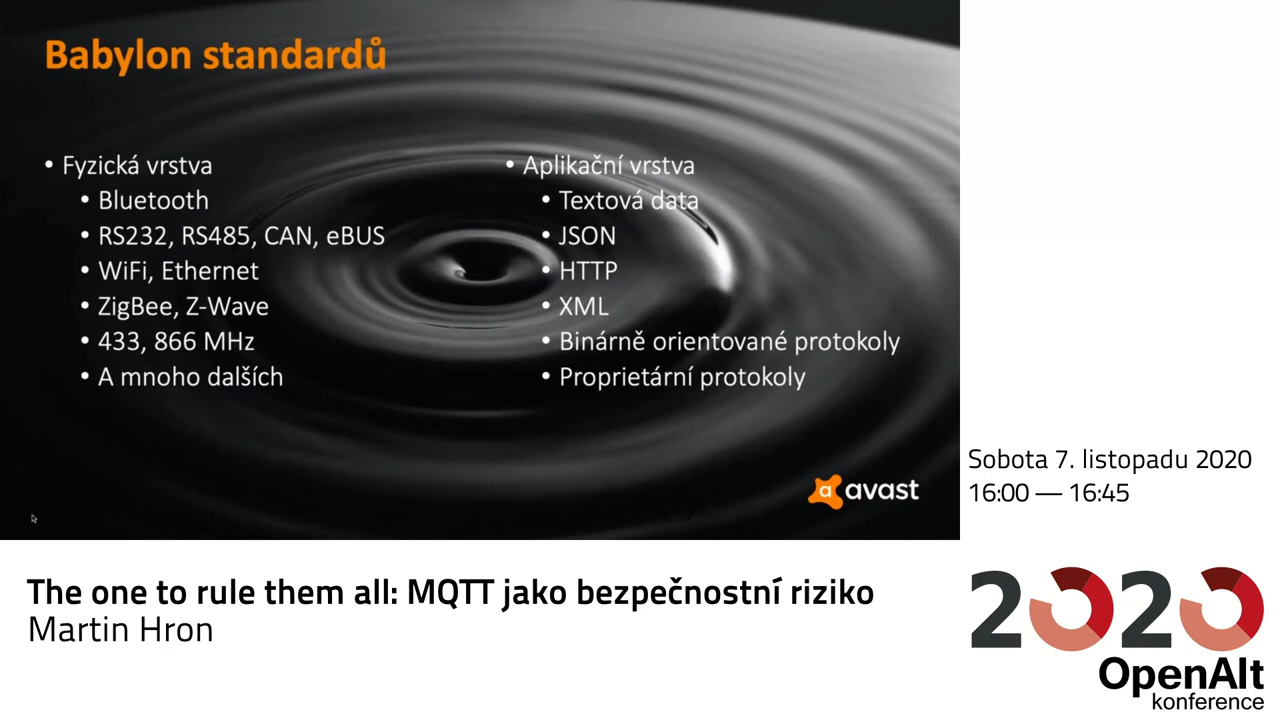 Babylon standardů
• Fyzická vrstva
• Bluetooth
• RS232, RS485, CAN, eBUS
• WiFi, Ethernet
• ZigBee, Z-Wave
• 433, 866 MHz
• A mnoho dalších
• Aplikační vrstva
• Textová data
• JSON
• HTTP
• XML
• Binárně orientované protokoly
• Proprietární protokoly
avast
Sobota 7. listopadu 2020
16:00 — 16:45
The one to rule them all: MQTT jako bezpečnostní riziko
Martin Hron
2020
OpenAlt
konference